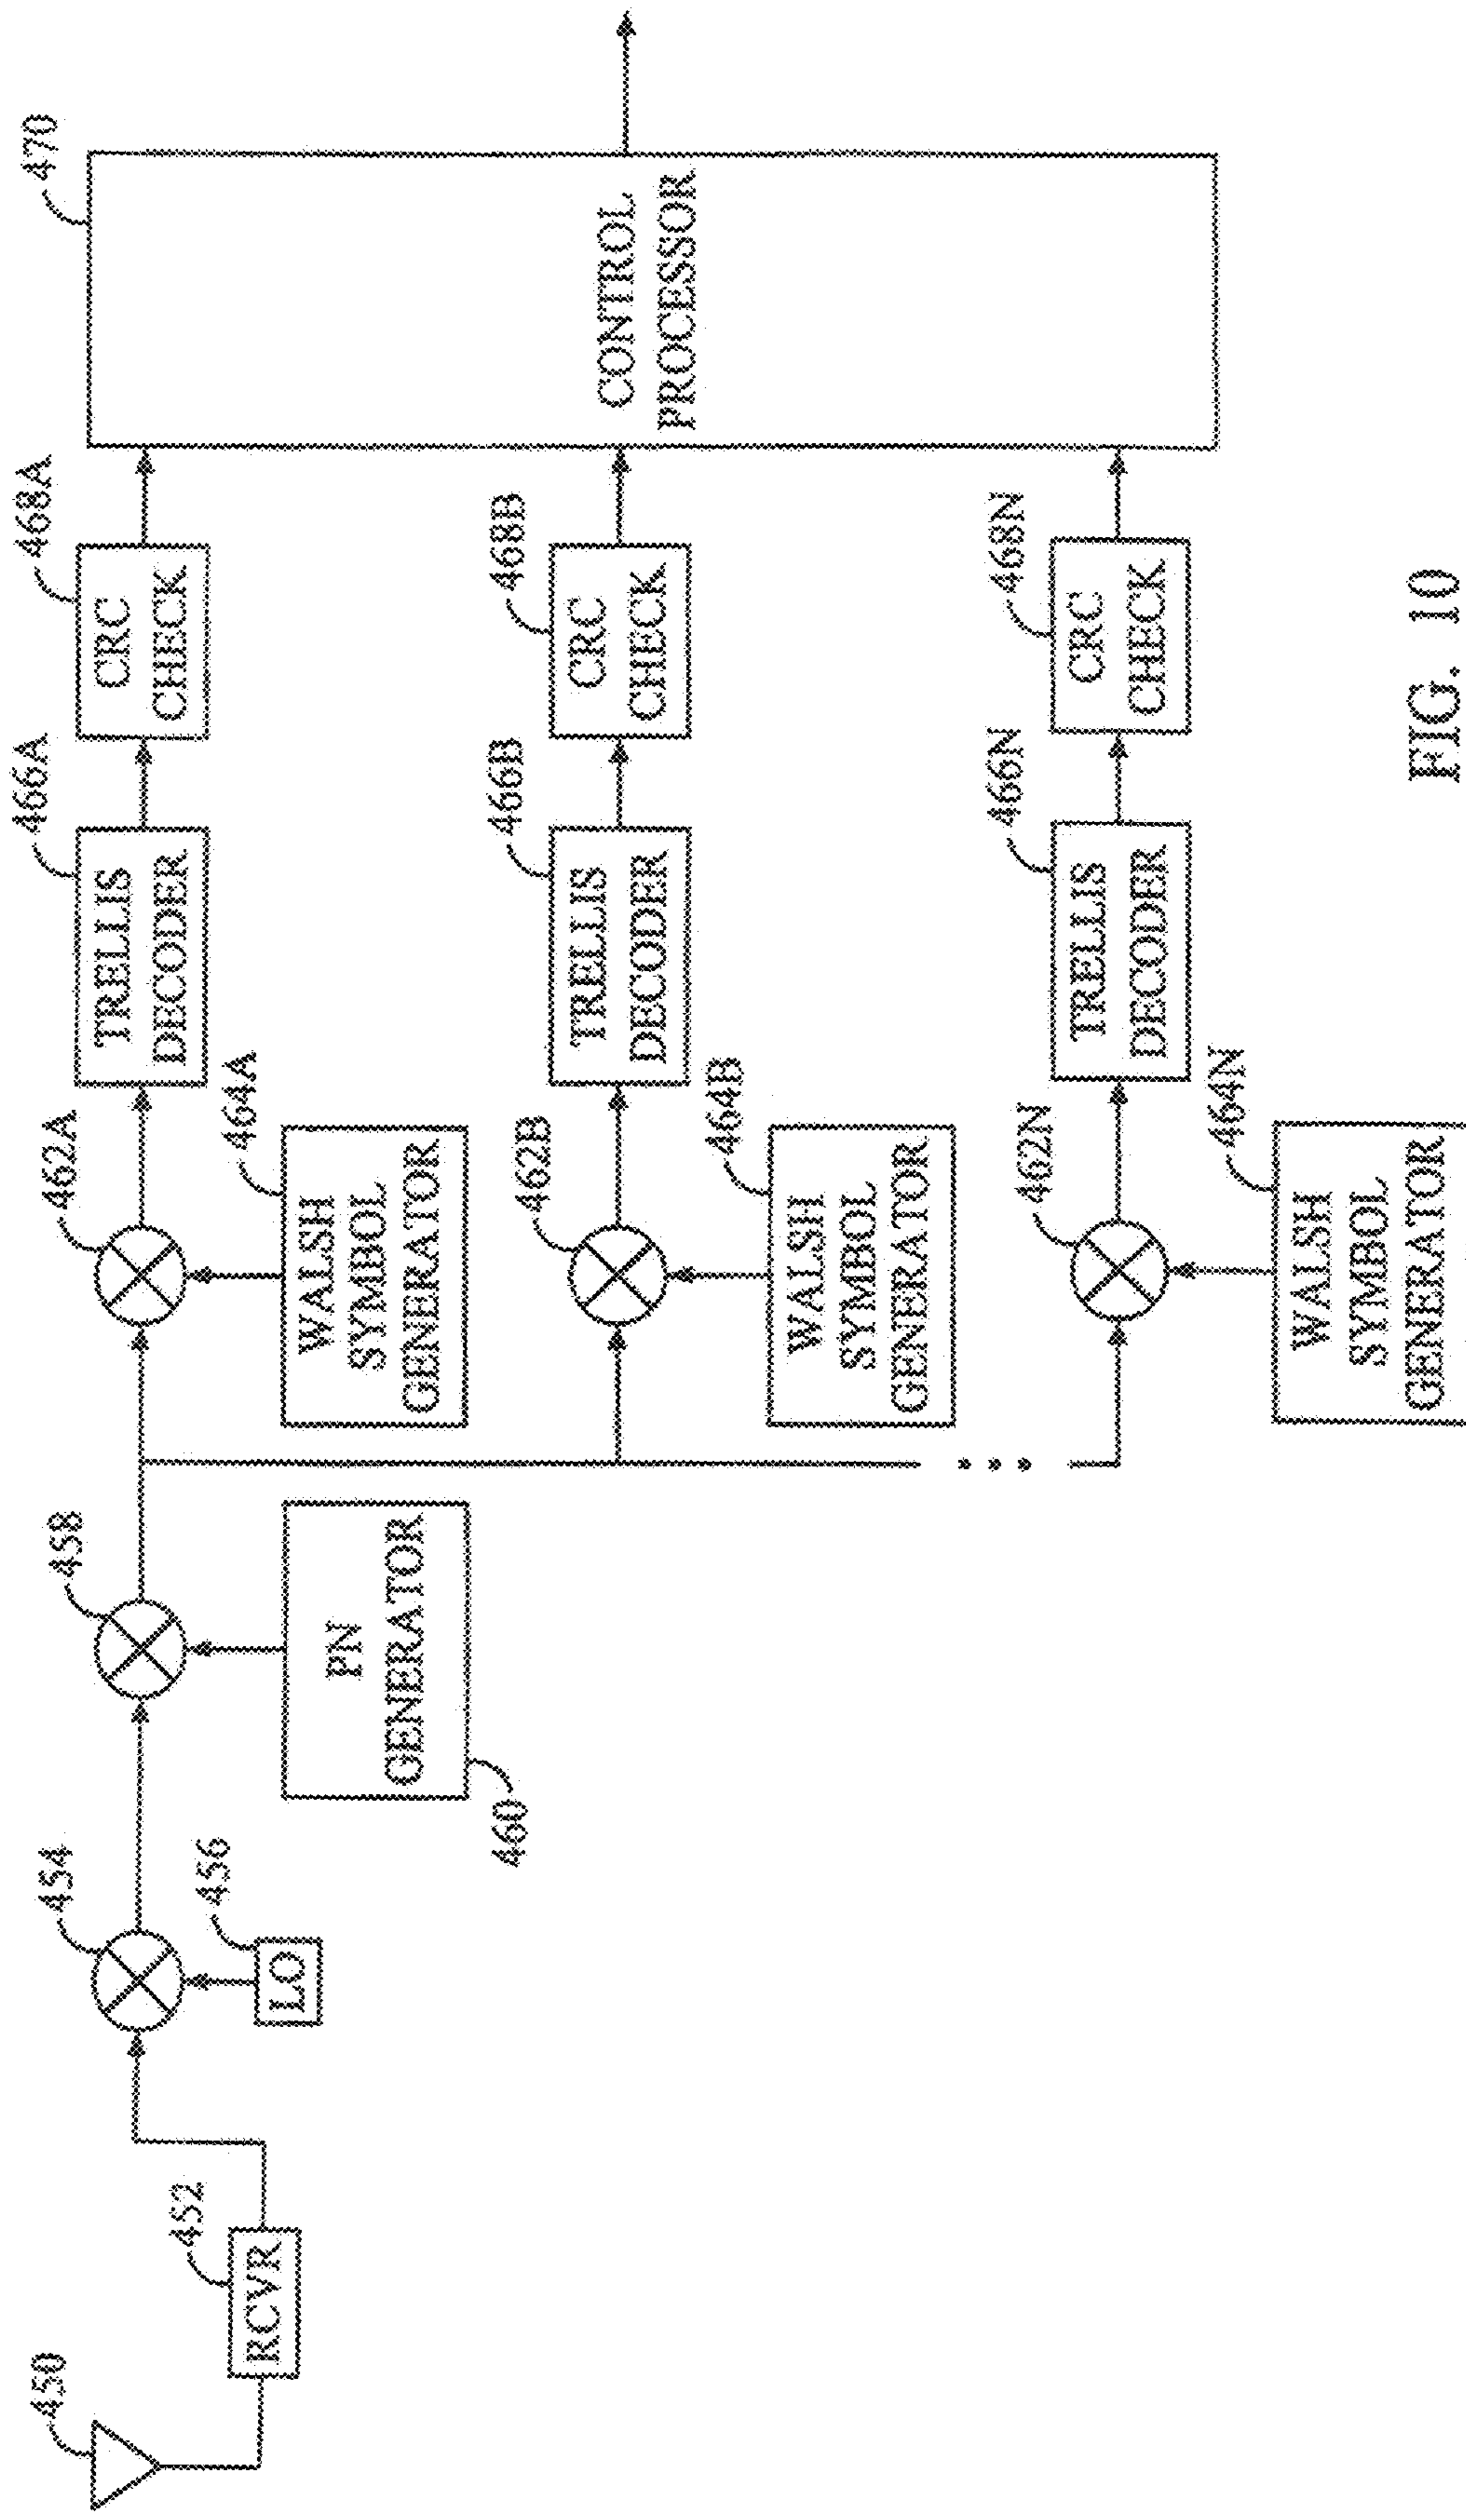 450
RCVR
452
454
LO
456
458
PN
GENERATOR
460
462A
WALSH
SYMBOL
GENERATOR
464A
TRELLIS
DECODER
466A
CRC
CHECK
468A
462B
WALSH
SYMBOL
GENERATOR
464B
TRELLIS
DECODER
466B
CRC
CHECK
468B
462N
WALSH
SYMBOL
GENERATOR
464N
TRELLIS
DECODER
466N
CRC
CHECK
468N
CONTROL
PROCESSOR
470
FIG. 10